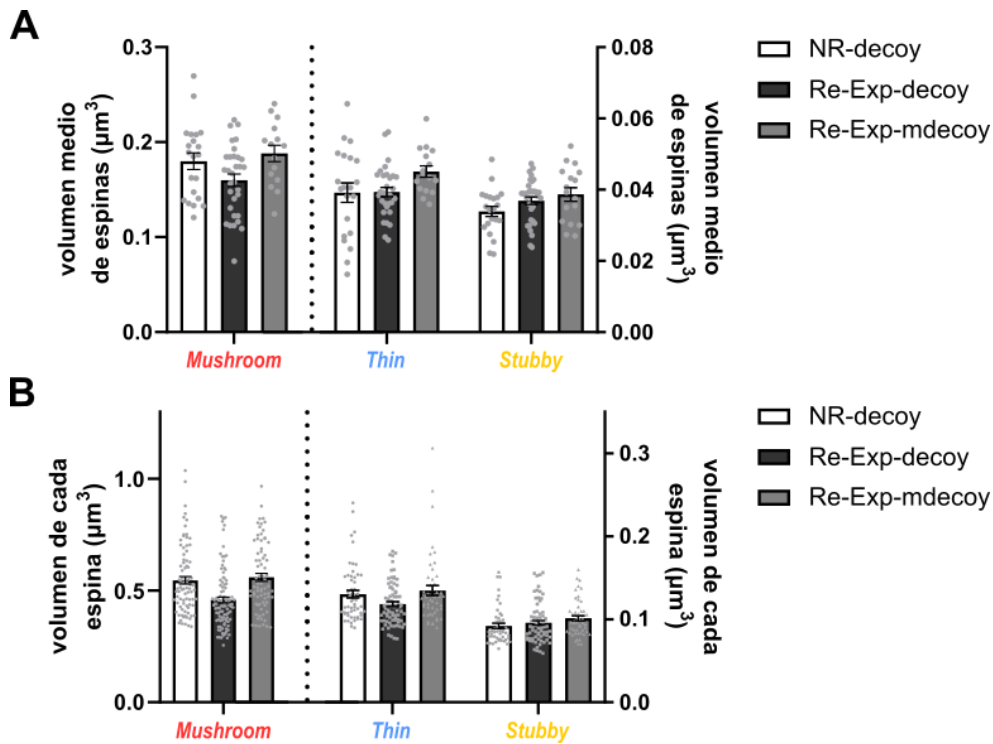 A
volumen medio
de espinas (µm³)
0.3
0.2
0.1
0.0
Mushroom
Thin
Stubby
0.08
0.06
0.04
0.02
0.00
volumen medio
de espinas (µm³)
NR-decoy
Re-Exp-decoy
Re-Exp-mdecoy
B
volumen de cada
espina (µm³)
1.0
0.5
0.0
Mushroom
Thin
Stubby
0.3
0.2
0.1
0.0
volumen de cada
espina (µm³)
NR-decoy
Re-Exp-decoy
Re-Exp-mdecoy